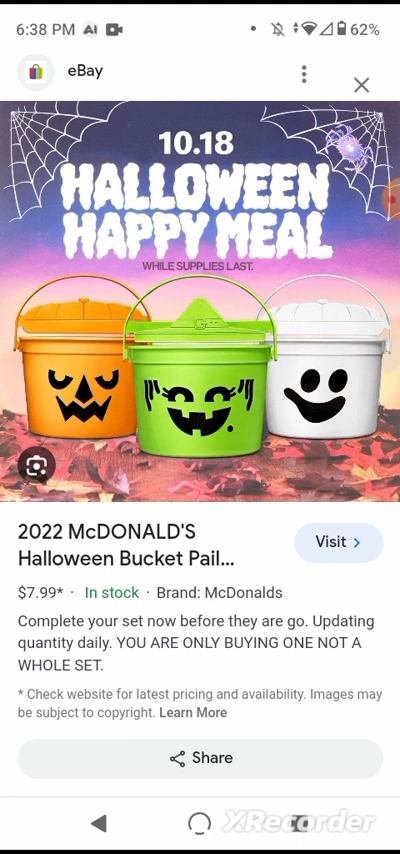 6:38 PM AI 62%
eBay
10.18
HALLOWEEN
HAPPY MEAL
WHILE SUPPLIES LAST.
2022 McDONALD'S
Halloween Bucket Pail...
Visit
$7.99* · In stock · Brand: McDonalds
Complete your set now before they are go. Updating
quantity daily. YOU ARE ONLY BUYING ONE NOT A
WHOLE SET.
* Check website for latest pricing and availability. Images may
be subject to copyright. Learn More
Share
XRecorder